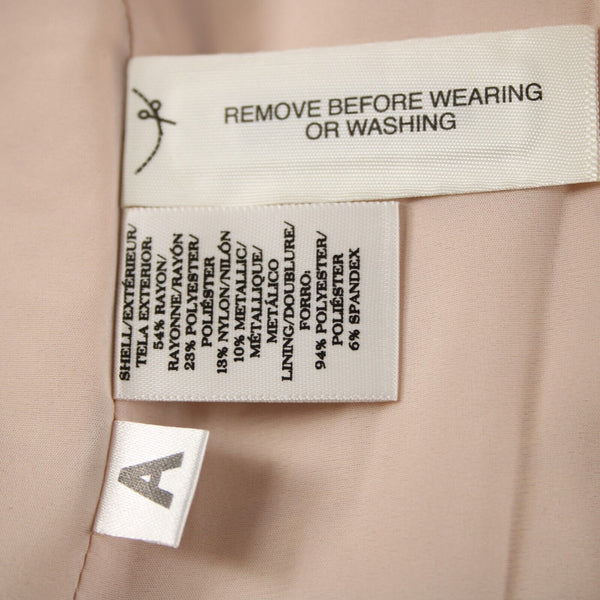 REMOVE BEFORE WEARING
OR WASHING
SHELL/EXTÉRIEUR/
TELA EXTERIOR:
54% RAYON/
RAYONNE/RAYÓN
23% POLYESTER/
POLIÉSTER
13% NYLON/NILÓN
10% METALLIC/
MÉTALLIQUE/
METÁLICO
LINING/DOUBLURE/
FORRO:
94% POLYESTER/
POLIÉSTER
6% SPANDEX
A